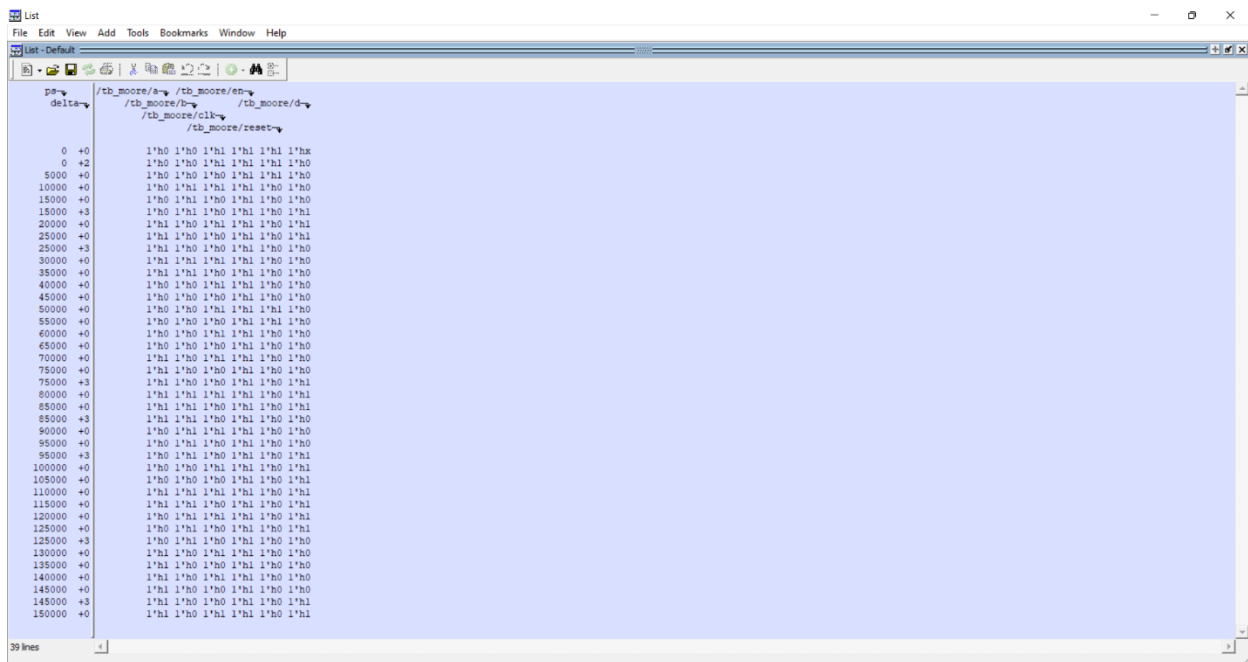 List
File Edit View Add Tools Bookmarks Window Help
List - Default
ps /tb_moore/a /tb_moore/en
delta /tb_moore/b /tb_moore/d
/tb_moore/clk
/tb_moore/reset
0 +0 1'h0 1'h0 1'h1 1'h1 1'h1 1'hx
0 +2 1'h0 1'h0 1'h1 1'h1 1'h1 1'h0
5000 +0 1'h0 1'h0 1'h0 1'h1 1'h1 1'h0
10000 +0 1'h0 1'h1 1'h1 1'h1 1'h0 1'h0
15000 +0 1'h0 1'h1 1'h0 1'h1 1'h0 1'h0
15000 +3 1'h0 1'h1 1'h0 1'h1 1'h0 1'h1
20000 +0 1'h1 1'h0 1'h1 1'h1 1'h0 1'h1
25000 +0 1'h1 1'h0 1'h0 1'h1 1'h0 1'h1
25000 +3 1'h1 1'h0 1'h0 1'h1 1'h0 1'h0
30000 +0 1'h1 1'h1 1'h1 1'h1 1'h0 1'h0
35000 +0 1'h1 1'h1 1'h0 1'h1 1'h0 1'h0
40000 +0 1'h0 1'h0 1'h1 1'h1 1'h0 1'h0
45000 +0 1'h0 1'h0 1'h0 1'h1 1'h0 1'h0
50000 +0 1'h0 1'h0 1'h1 1'h1 1'h1 1'h0
55000 +0 1'h0 1'h0 1'h0 1'h1 1'h1 1'h0
60000 +0 1'h0 1'h0 1'h1 1'h1 1'h0 1'h0
65000 +0 1'h0 1'h0 1'h0 1'h1 1'h0 1'h0
70000 +0 1'h1 1'h0 1'h1 1'h1 1'h0 1'h0
75000 +0 1'h1 1'h0 1'h0 1'h1 1'h0 1'h0
75000 +3 1'h1 1'h0 1'h0 1'h1 1'h0 1'h1
80000 +0 1'h1 1'h1 1'h1 1'h1 1'h0 1'h1
85000 +0 1'h1 1'h1 1'h0 1'h1 1'h0 1'h1
85000 +3 1'h1 1'h1 1'h0 1'h1 1'h0 1'h0
90000 +0 1'h0 1'h0 1'h1 1'h1 1'h0 1'h0
95000 +0 1'h0 1'h0 1'h0 1'h1 1'h0 1'h0
95000 +3 1'h0 1'h0 1'h0 1'h1 1'h0 1'h1
100000 +0 1'h0 1'h0 1'h1 1'h1 1'h0 1'h1
105000 +0 1'h0 1'h0 1'h0 1'h1 1'h0 1'h1
110000 +0 1'h1 1'h1 1'h1 1'h1 1'h0 1'h1
115000 +0 1'h1 1'h1 1'h0 1'h1 1'h0 1'h1
120000 +0 1'h0 1'h1 1'h1 1'h1 1'h0 1'h1
125000 +0 1'h0 1'h1 1'h0 1'h1 1'h0 1'h1
125000 +3 1'h0 1'h1 1'h0 1'h1 1'h0 1'h0
130000 +0 1'h1 1'h1 1'h1 1'h1 1'h0 1'h0
135000 +0 1'h1 1'h1 1'h0 1'h1 1'h0 1'h0
140000 +0 1'h1 1'h0 1'h1 1'h1 1'h0 1'h0
145000 +0 1'h1 1'h0 1'h0 1'h1 1'h0 1'h0
145000 +3 1'h1 1'h0 1'h0 1'h1 1'h0 1'h1
150000 +0 1'h1 1'h0 1'h1 1'h1 1'h0 1'h1
39 lines